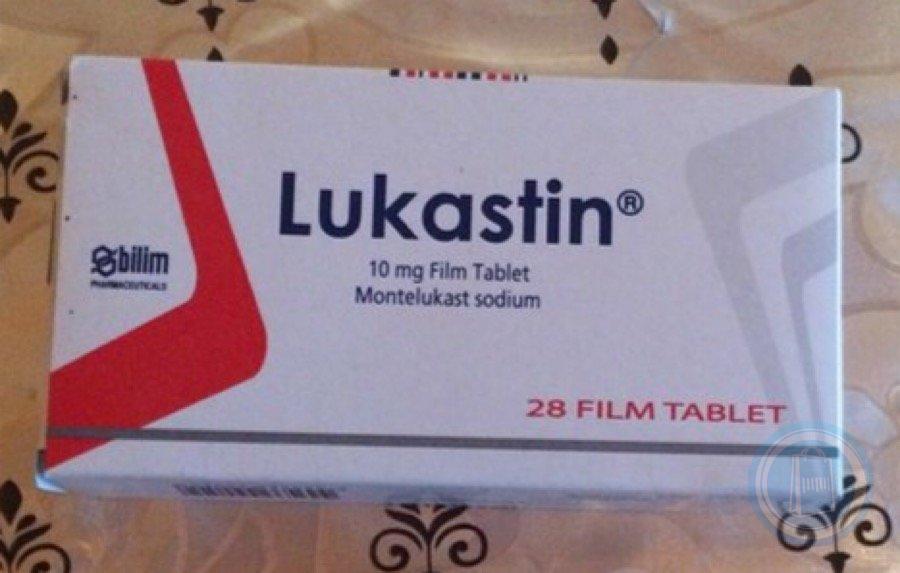 Lukastin®
10 mg Film Tablet
Montelukast sodium
bilim
PHARMACEUTICALS
28 FILM TABLET